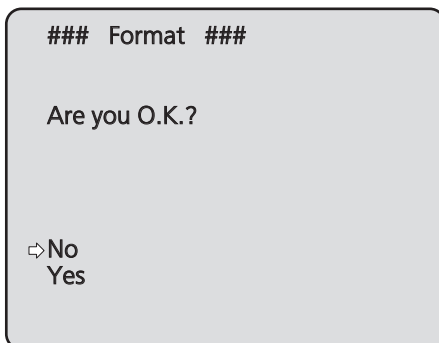 ### Format ###
Are you O.K.?
⇨No
Yes